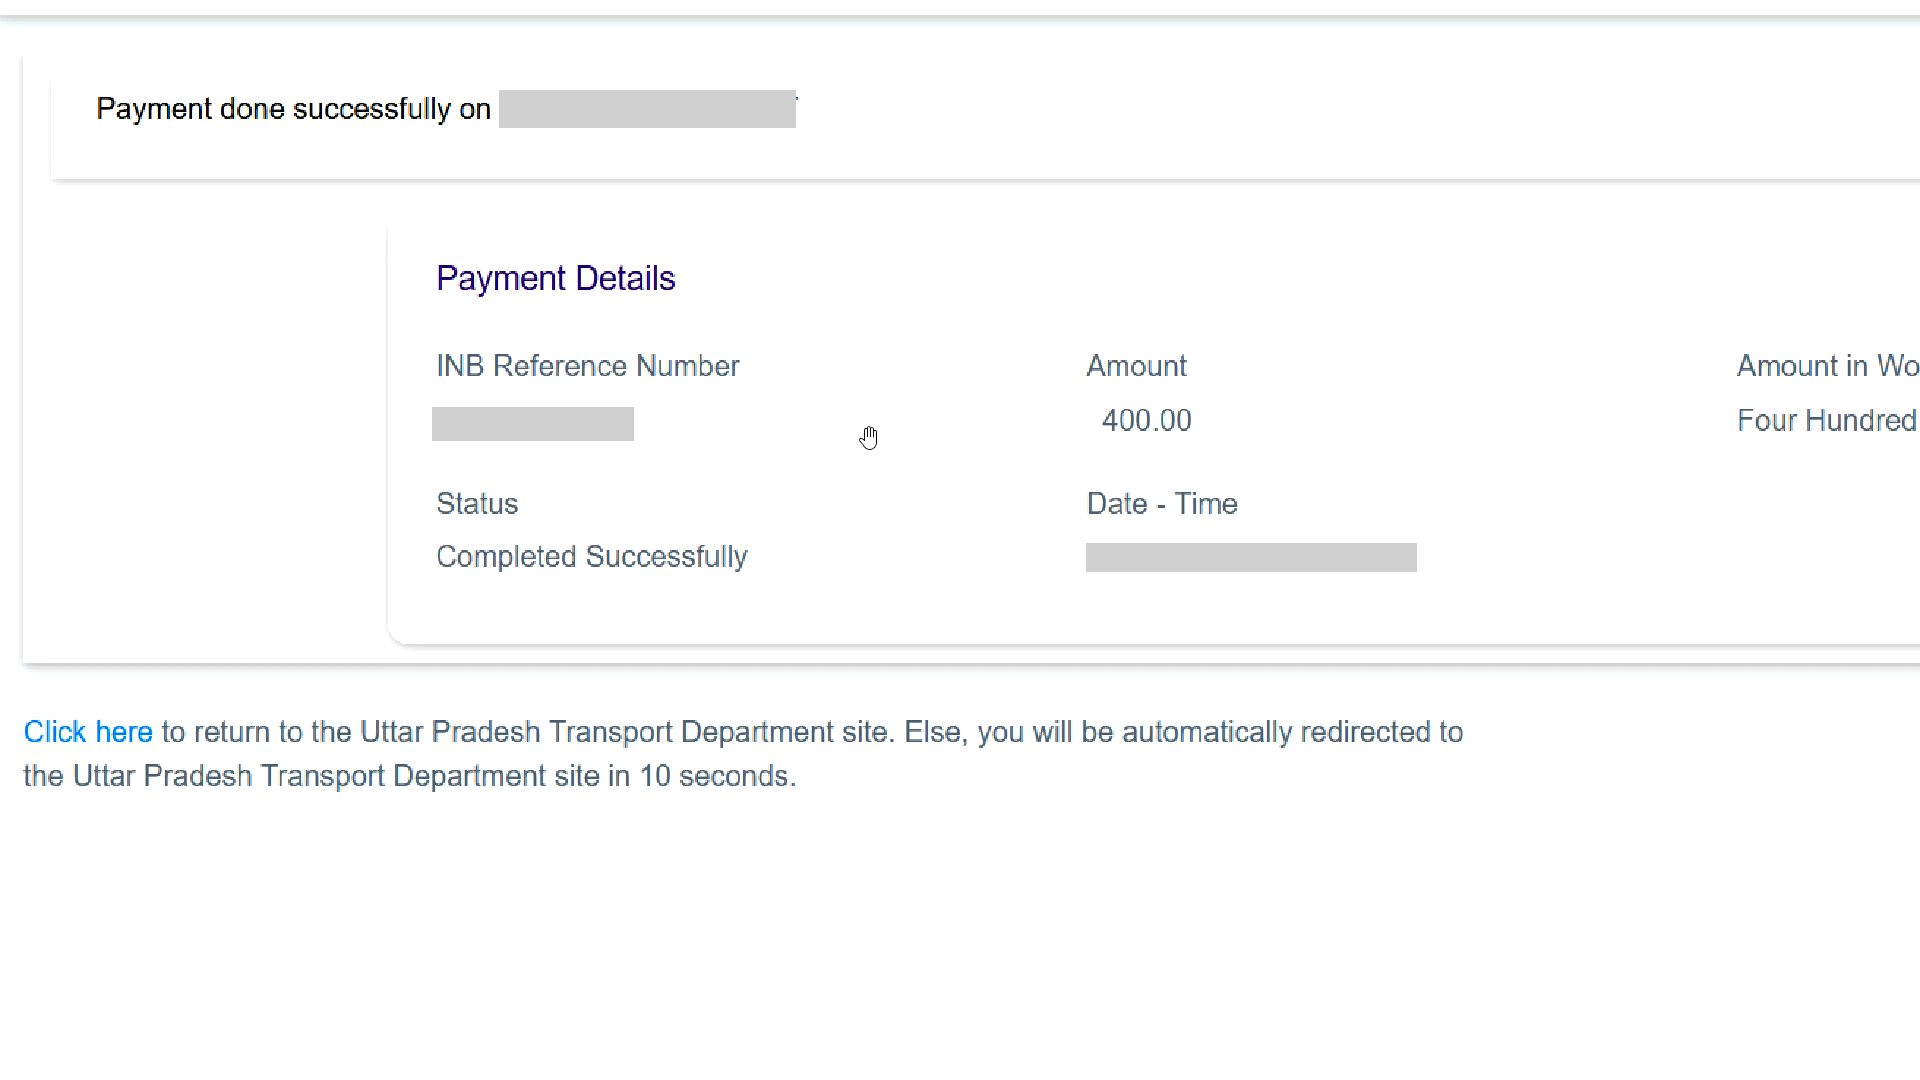 Payment done successfully on
Payment Details
INB Reference Number
Amount
Amount in Wo
400.00
Four Hundred
Status
Date - Time
Completed Successfully
Click here to return to the Uttar Pradesh Transport Department site. Else, you will be automatically redirected to
the Uttar Pradesh Transport Department site in 10 seconds.